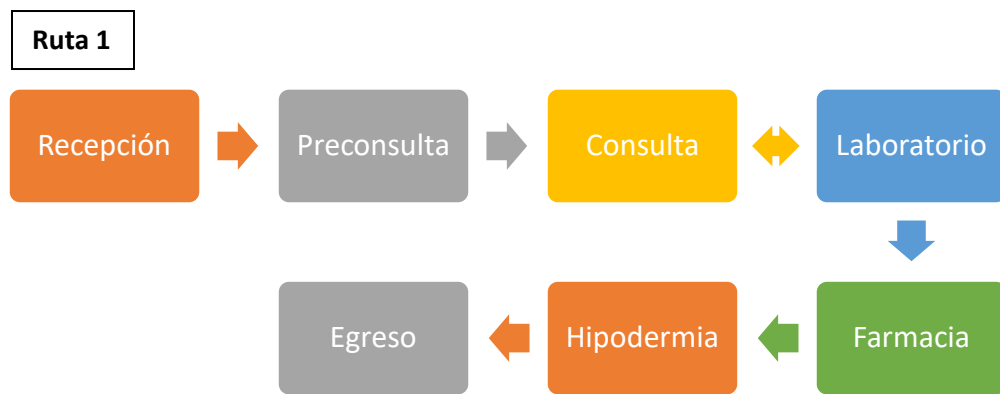 Ruta 1
Recepción
Preconsulta
Consulta
Laboratorio
Egreso
Hipodermia
Farmacia